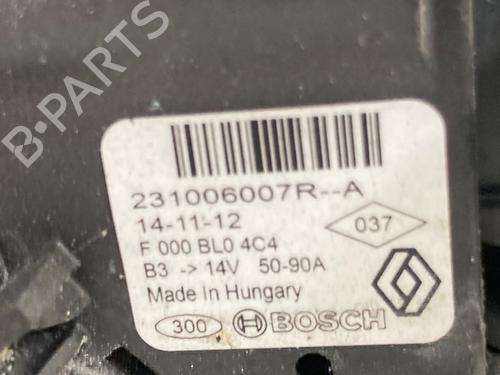 B-PARTS
231006007R--A
14-11-12
037
F 000 BL0 4C4
B3 -> 14V 50-90A
Made In Hungary
300 BOSCH